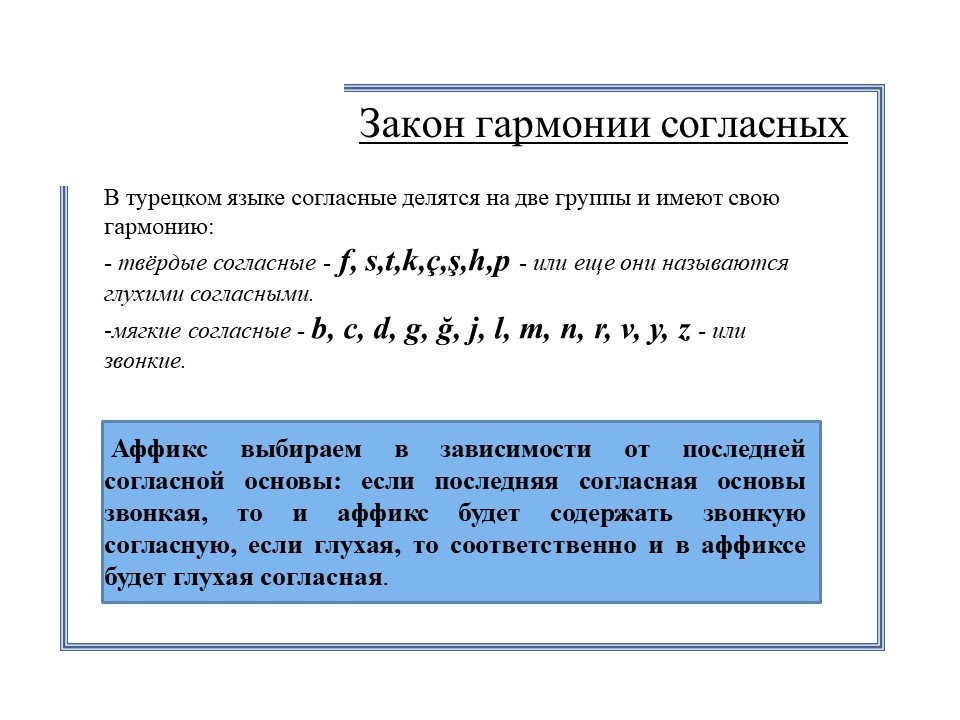 Закон гармонии согласных
В турецком языке согласные делятся на две группы и имеют свою
гармонию:
- твёрдые согласные - f, s,t,k,ç,ş,h,p - или еще они называются
глухими согласными.
-мягкие согласные - b, c, d, g, ğ, j, l, m, n, r, v, y, z - или
звонкие.
Аффикс выбираем в зависимости от последней
согласной основы: если последняя согласная основы
звонкая, то и аффикс будет содержать звонкую
согласную, если глухая, то соответственно и в аффиксе
будет глухая согласная.